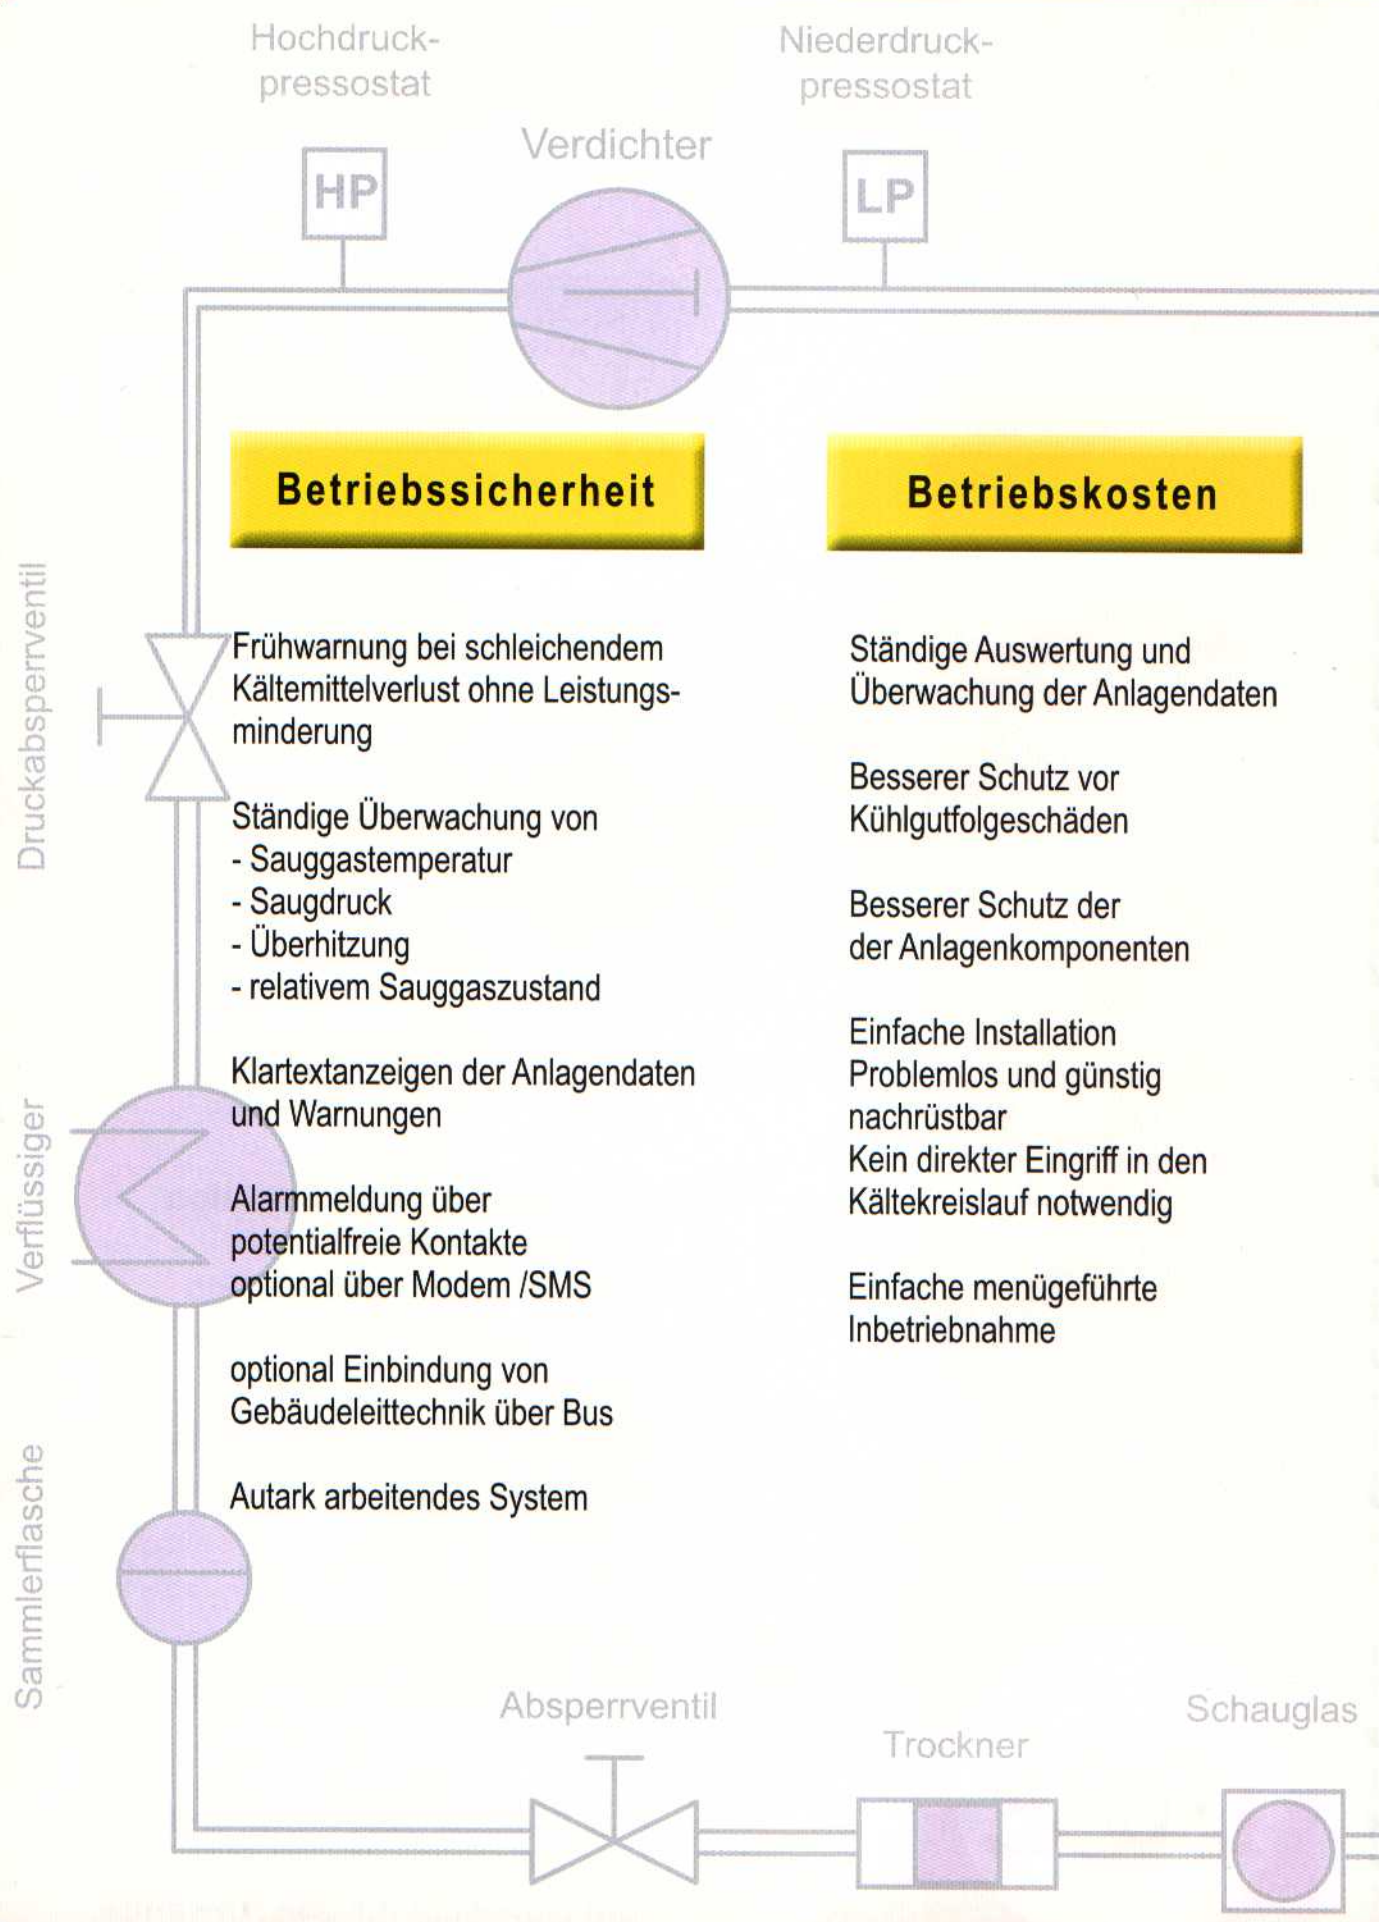 Hochdruck-
pressostat
Niederdruck-
pressostat
Verdichter
HP
LP
Betriebssicherheit
Frühwarnung bei schleichendem
Kältemittelverlust ohne Leistungs-
minderung
Ständige Überwachung von
- Sauggastemperatur
- Saugdruck
- Überhitzung
- relativem Sauggaszustand
Klartextanzeigen der Anlagendaten
und Warnungen
Alarmmeldung über
potentialfreie Kontakte
optional über Modem /SMS
optional Einbindung von
Gebäudeleittechnik über Bus
Autark arbeitendes System
Betriebskosten
Ständige Auswertung und
Überwachung der Anlagendaten
Besserer Schutz vor
Kühlgutfolgeschäden
Besserer Schutz der
der Anlagenkomponenten
Einfache Installation
Problemlos und günstig
nachrüstbar
Kein direkter Eingriff in den
Kältekreislauf notwendig
Einfache menügeführte
Inbetriebnahme
Druckabsperrventil
Verflüssiger
Sammlerflasche
Absperrventil
Trockner
Schauglas